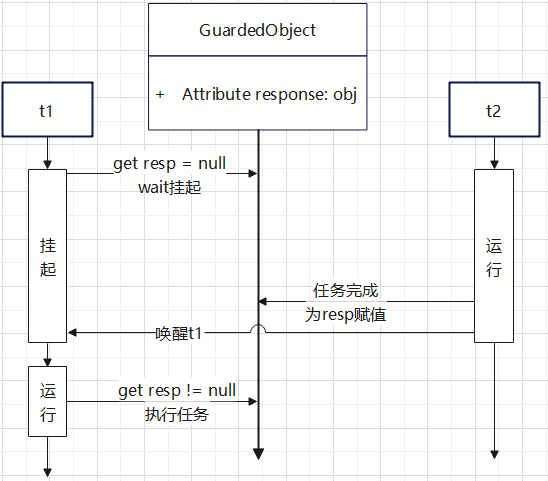 GuardedObject
+ Attribute response: obj
t1
t2
get resp = null
wait挂起
挂
起
运
行
任务完成
为resp赋值
唤醒t1
运
行
get resp != null
执行任务